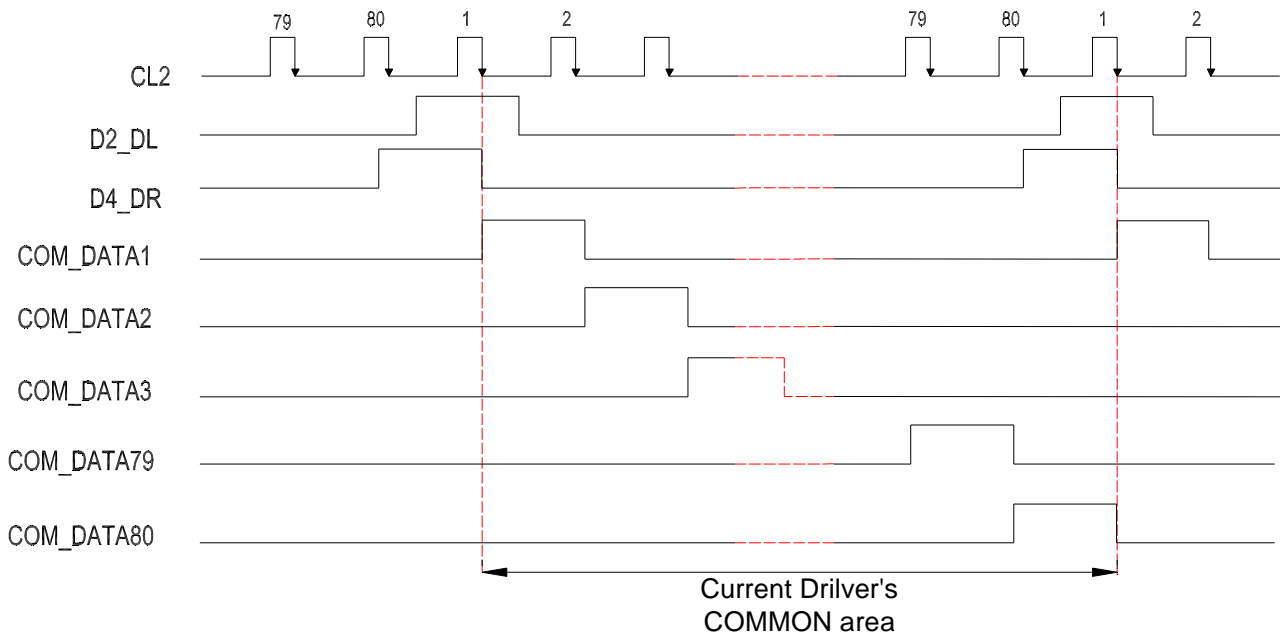 79 80 1 2 79 80 1 2
CL2
D2_DL
D4_DR
COM_DATA1
COM_DATA2
COM_DATA3
COM_DATA79
COM_DATA80
Current Drilver's
COMMON area